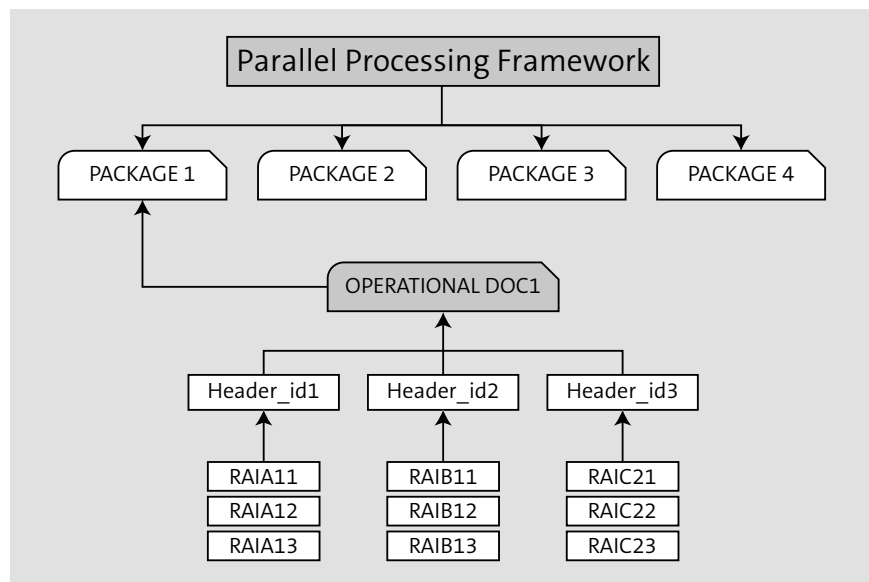 Parallel Processing Framework
PACKAGE 1 PACKAGE 2 PACKAGE 3 PACKAGE 4
OPERATIONAL DOC1
Header_id1 Header_id2 Header_id3
RAIA11 RAIB11 RAIC21
RAIA12 RAIB12 RAIC22
RAIA13 RAIB13 RAIC23